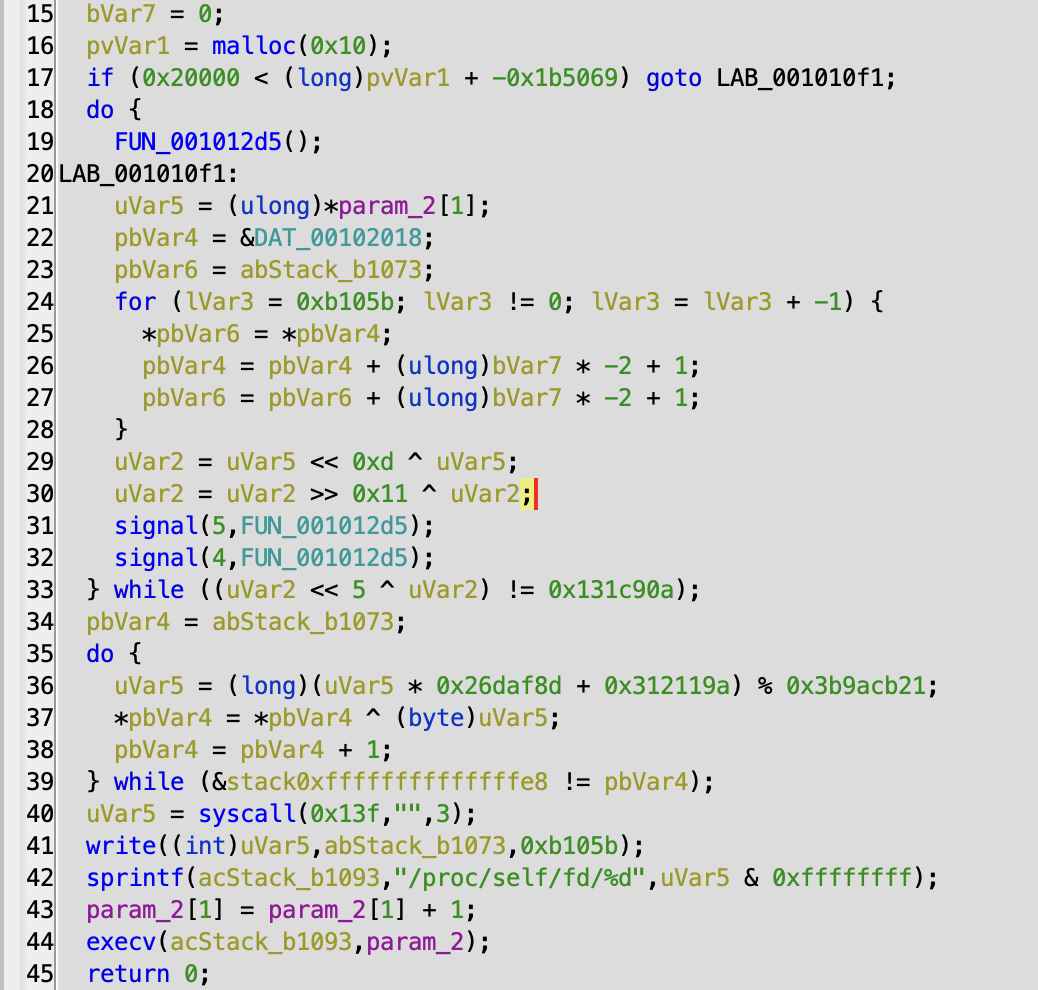 15 bVar7 = 0;
16 pvVar1 = malloc(0x10);
17 if (0x20000 < (long)pvVar1 + -0x1b5069) goto LAB_001010f1;
18 do {
19 FUN_001012d5();
20 LAB_001010f1:
21 uVar5 = (ulong)*param_2[1];
22 pbVar4 = &DAT_00102018;
23 pbVar6 = abStack_b1073;
24 for (lVar3 = 0xb105b; lVar3 != 0; lVar3 = lVar3 + -1) {
25 *pbVar6 = *pbVar4;
26 pbVar4 = pbVar4 + (ulong)bVar7 * -2 + 1;
27 pbVar6 = pbVar6 + (ulong)bVar7 * -2 + 1;
28 }
29 uVar2 = uVar5 << 0xd ^ uVar5;
30 uVar2 = uVar2 >> 0x11 ^ uVar2;
31 signal(5,FUN_001012d5);
32 signal(4,FUN_001012d5);
33 } while ((uVar2 << 5 ^ uVar2) != 0x131c90a);
34 pbVar4 = abStack_b1073;
35 do {
36 uVar5 = (long)(uVar5 * 0x26daf8d + 0x312119a) % 0x3b9acb21;
37 *pbVar4 = *pbVar4 ^ (byte)uVar5;
38 pbVar4 = pbVar4 + 1;
39 } while (&stack0xffffffffffffffe8 != pbVar4);
40 uVar5 = syscall(0x13f,"",3);
41 write((int)uVar5,abStack_b1073,0xb105b);
42 sprintf(acStack_b1093,"/proc/self/fd/%d",uVar5 & 0xffffffff);
43 param_2[1] = param_2[1] + 1;
44 execv(acStack_b1093,param_2);
45 return 0;